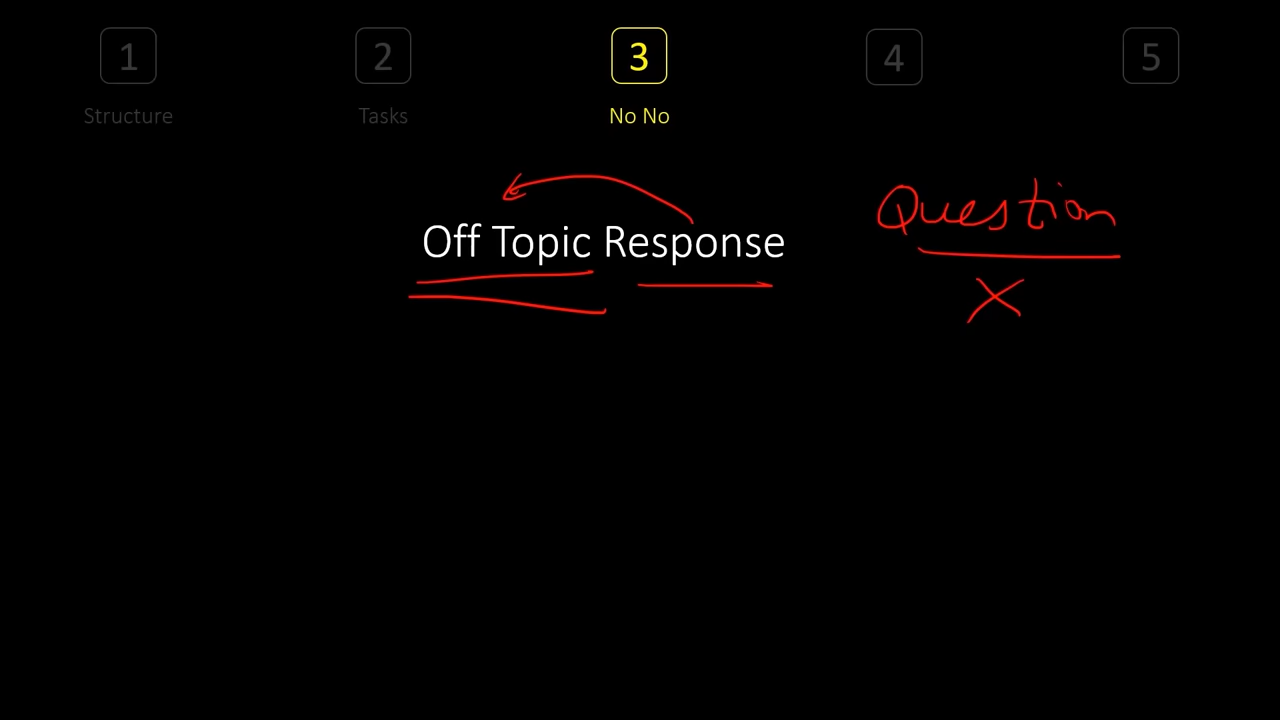 1 2 3 4 5
Structure Tasks No No
Off Topic Response
Question
X